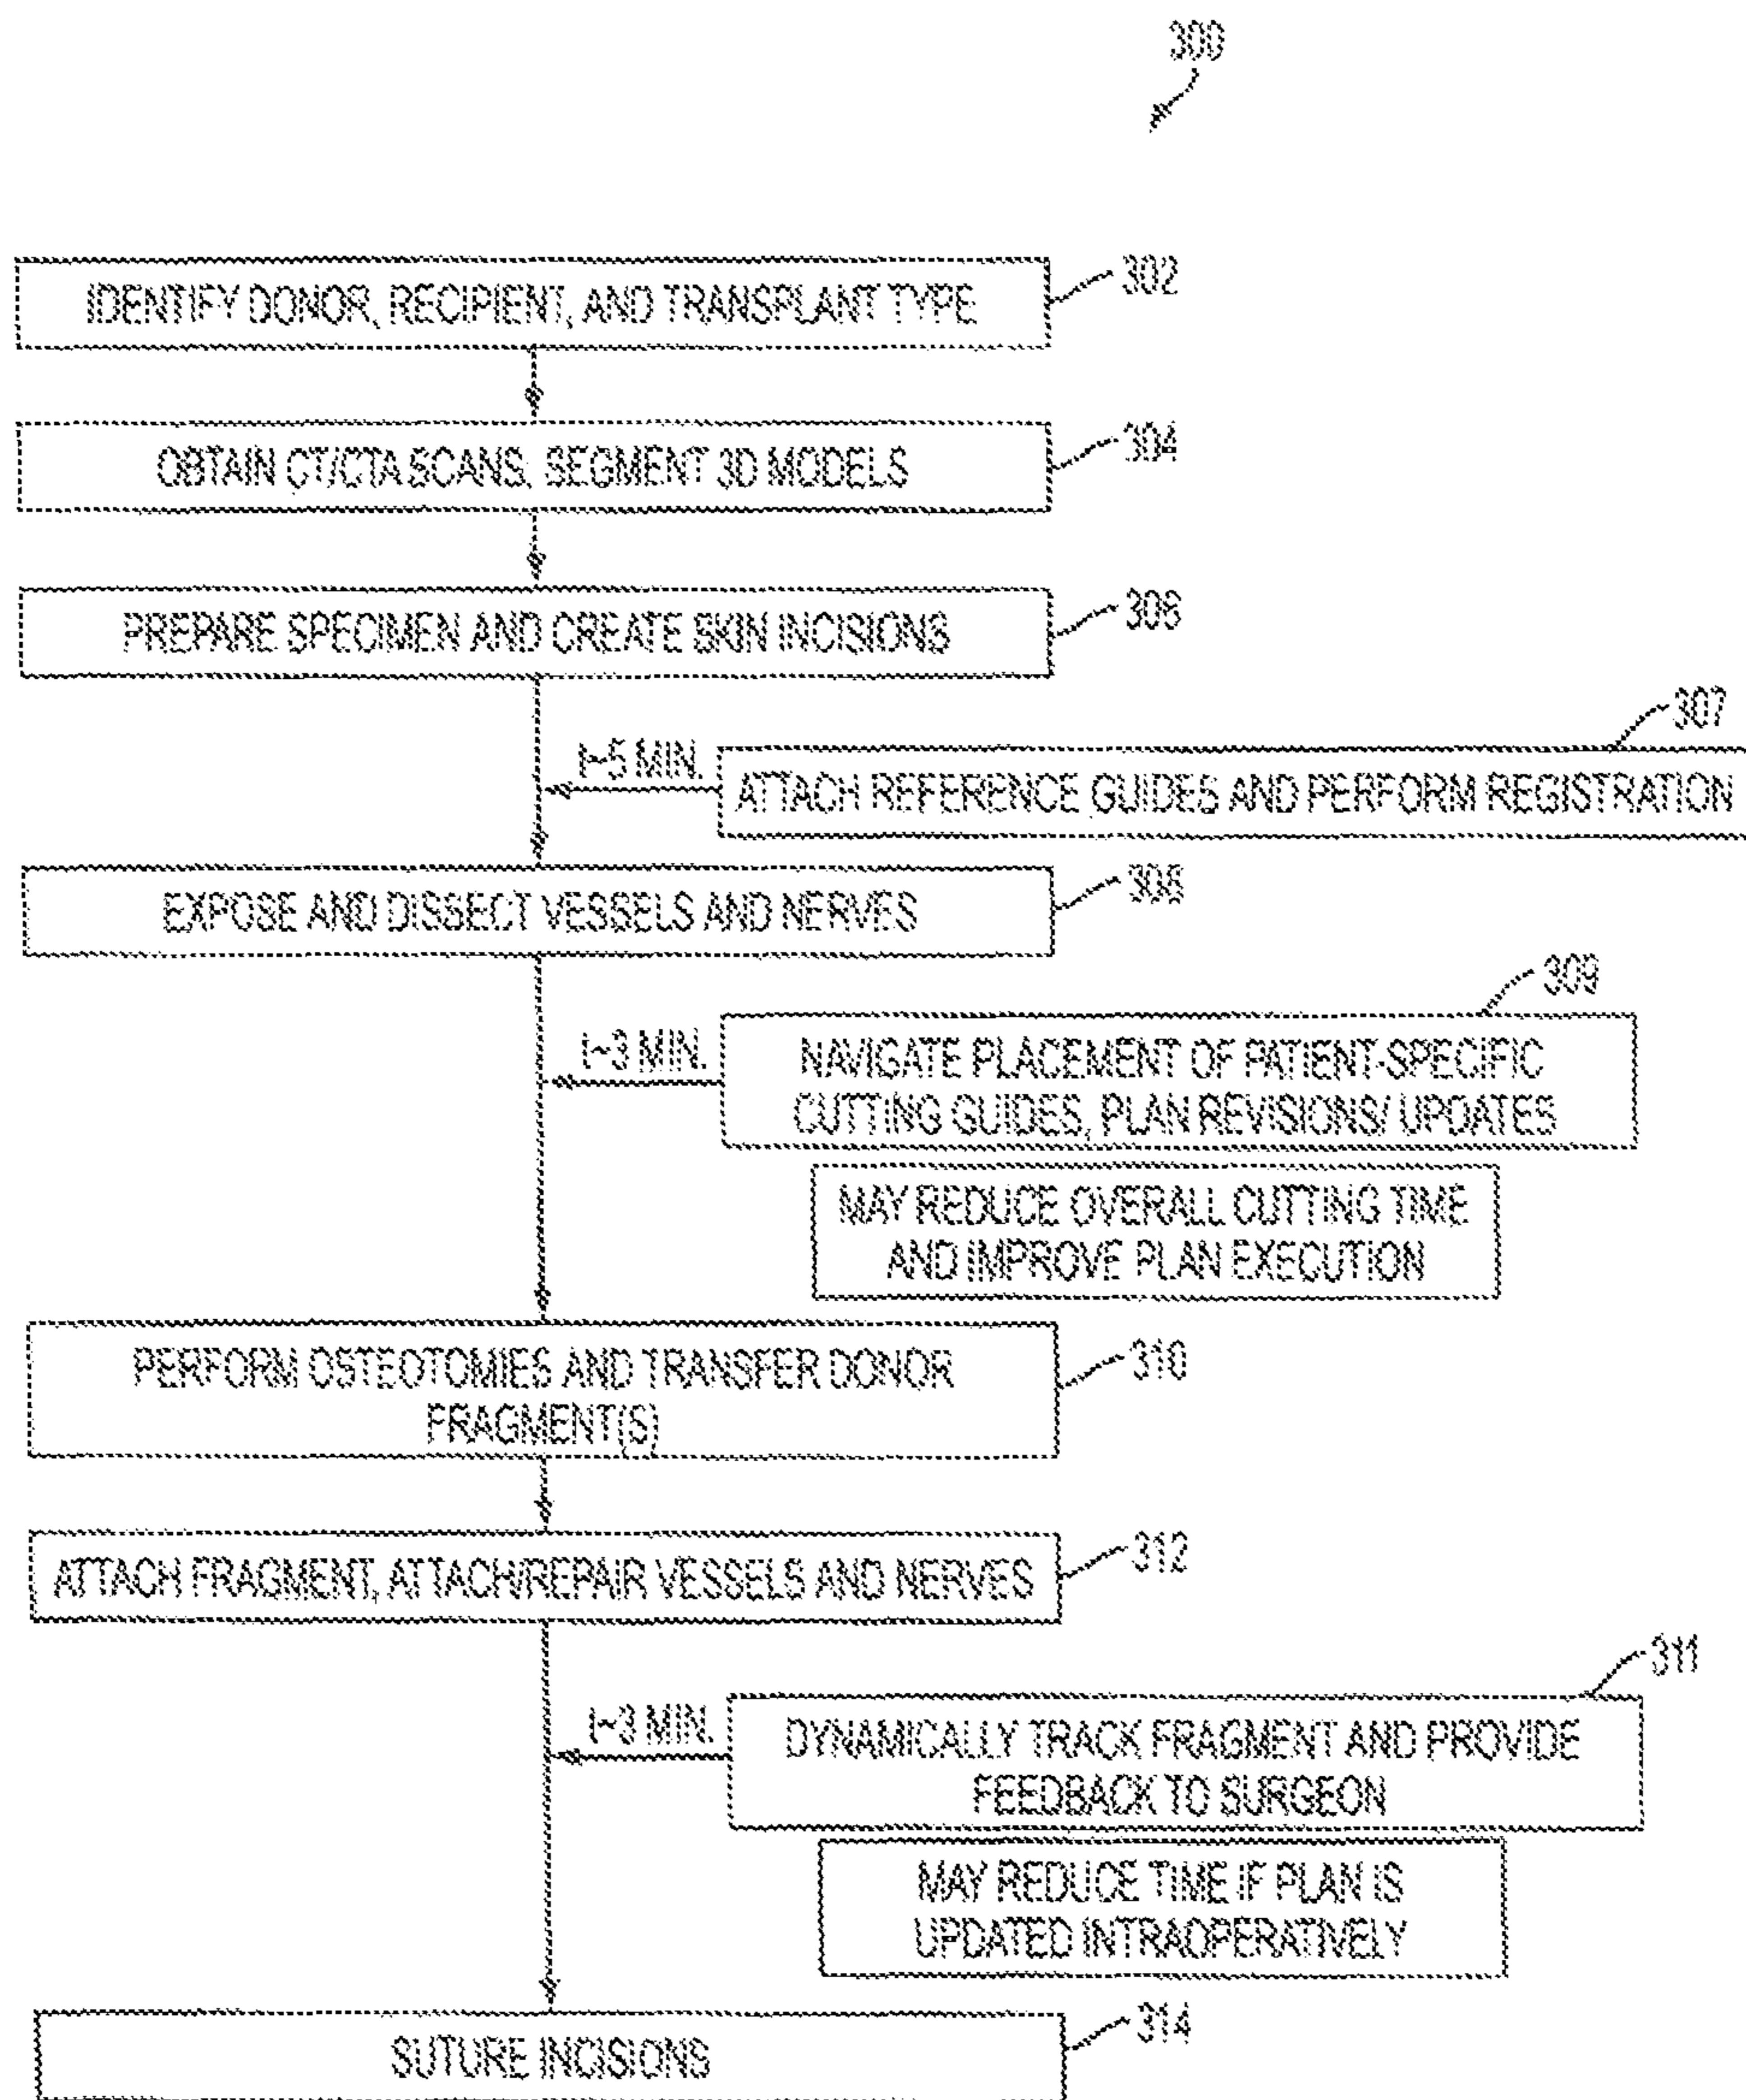 300
IDENTIFY DONOR, RECIPIENT, AND TRANSPLANT TYPE
302
OBTAIN CT/CTA SCANS, SEGMENT 3D MODELS
304
PREPARE SPECIMEN AND CREATE SKIN INCISIONS
306
307
t~5 MIN.
ATTACH REFERENCE GUIDES AND PERFORM REGISTRATION
EXPOSE AND DISSECT VESSELS AND NERVES
308
309
t~3 MIN.
NAVIGATE PLACEMENT OF PATIENT-SPECIFIC
CUTTING GUIDES, PLAN REVISIONS/ UPDATES
MAY REDUCE OVERALL CUTTING TIME
AND IMPROVE PLAN EXECUTION
PERFORM OSTEOTOMIES AND TRANSFER DONOR
FRAGMENT(S)
310
ATTACH FRAGMENT, ATTACH/REPAIR VESSELS AND NERVES
312
311
t~3 MIN.
DYNAMICALLY TRACK FRAGMENT AND PROVIDE
FEEDBACK TO SURGEON
MAY REDUCE TIME IF PLAN IS
UPDATED INTRAOPERATIVELY
SUTURE INCISIONS
314